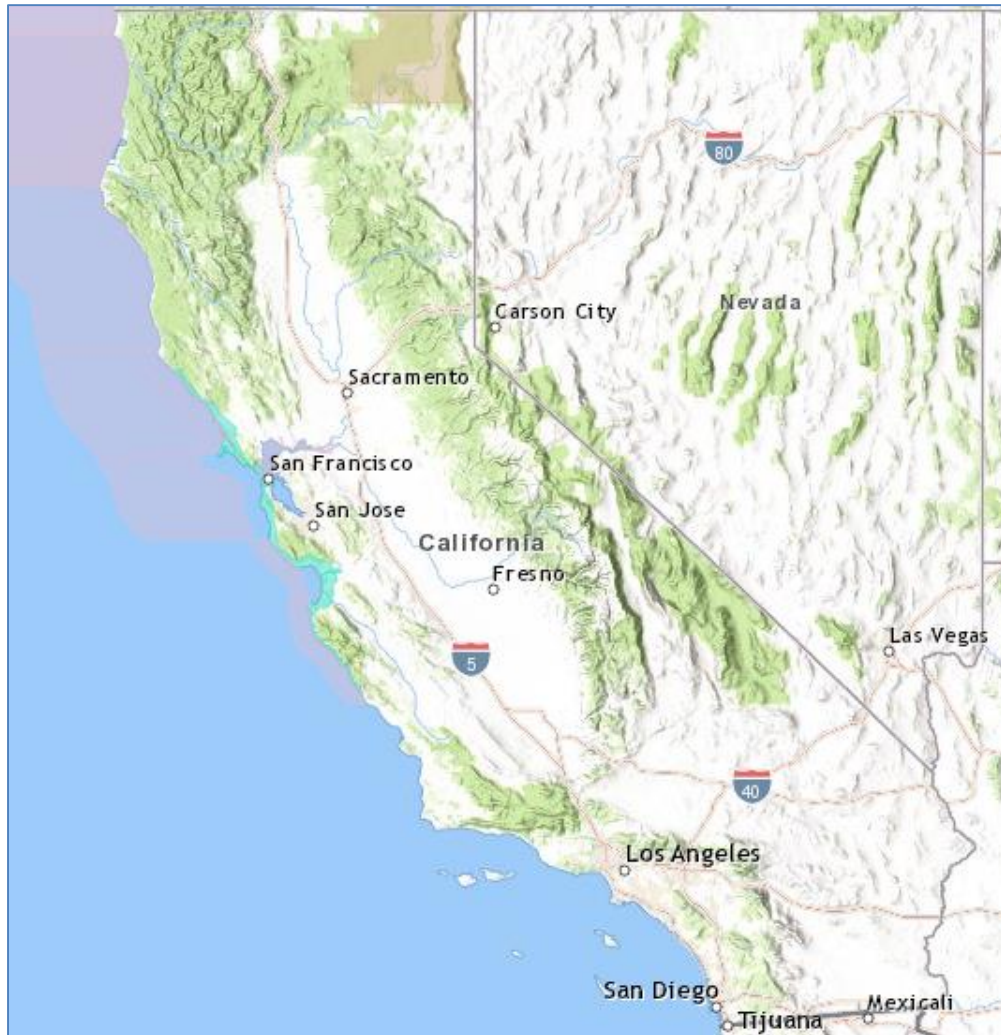 80
Nevada
Carson City
Sacramento
San Francisco
San Jose
California
Fresno
Las Vegas
5
40
Los Angeles
San Diego
Mexicali
Tijuana